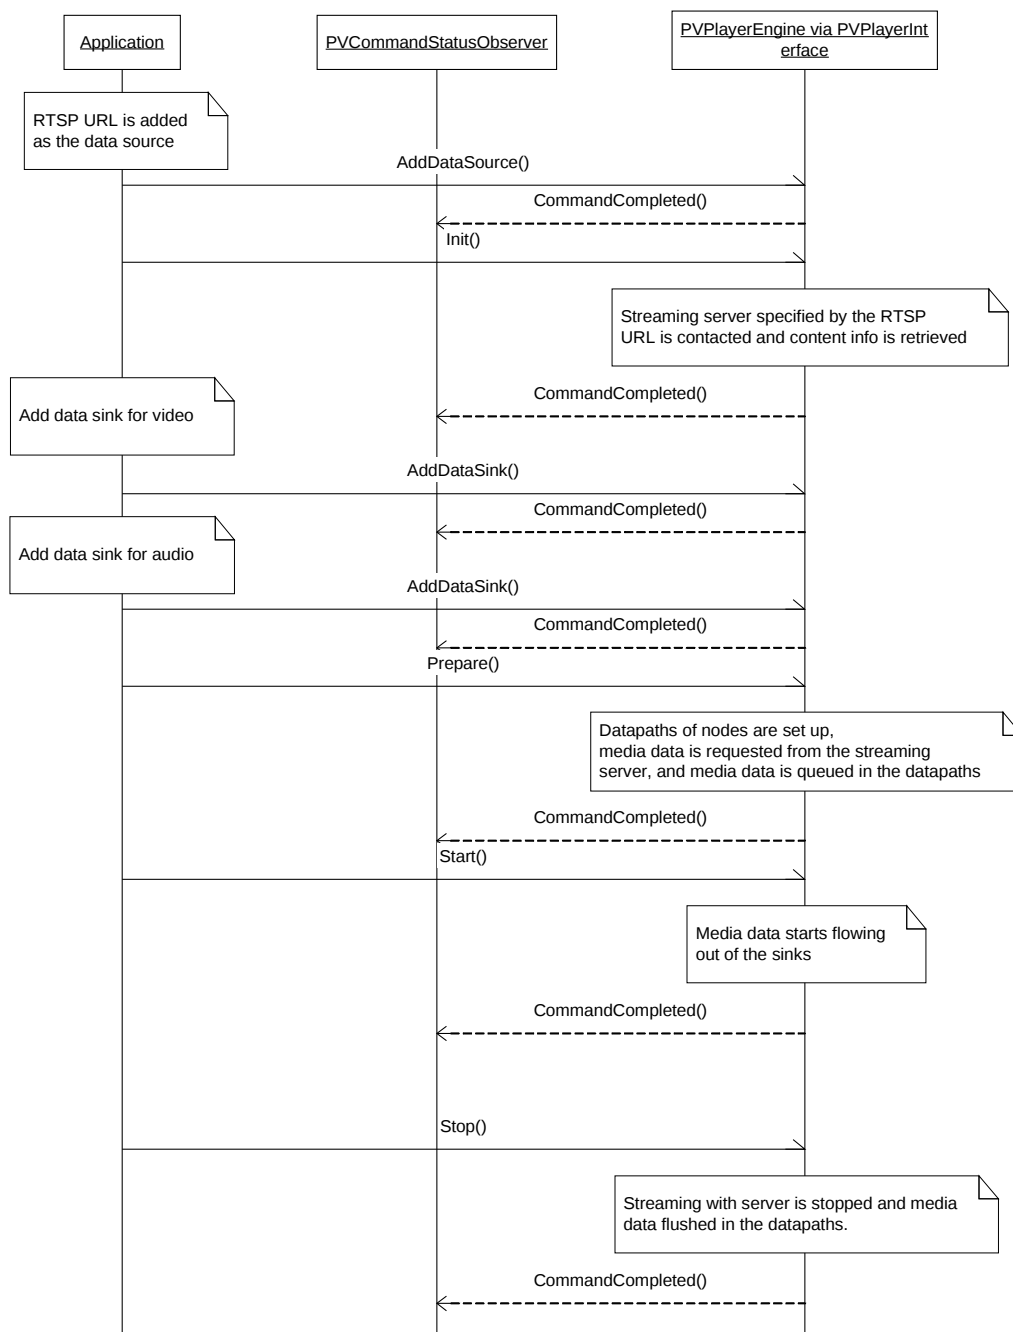 Application
PVCommandStatusObserver
PVPlayerEngine via PVPlayerInt
erface
RTSP URL is added
as the data source
AddDataSource()
CommandCompleted()
Init()
Streaming server specified by the RTSP
URL is contacted and content info is retrieved
CommandCompleted()
Add data sink for video
AddDataSink()
CommandCompleted()
Add data sink for audio
AddDataSink()
CommandCompleted()
Prepare()
Datapaths of nodes are set up,
media data is requested from the streaming
server, and media data is queued in the datapaths
CommandCompleted()
Start()
Media data starts flowing
out of the sinks
CommandCompleted()
Stop()
Streaming with server is stopped and media
data flushed in the datapaths.
CommandCompleted()